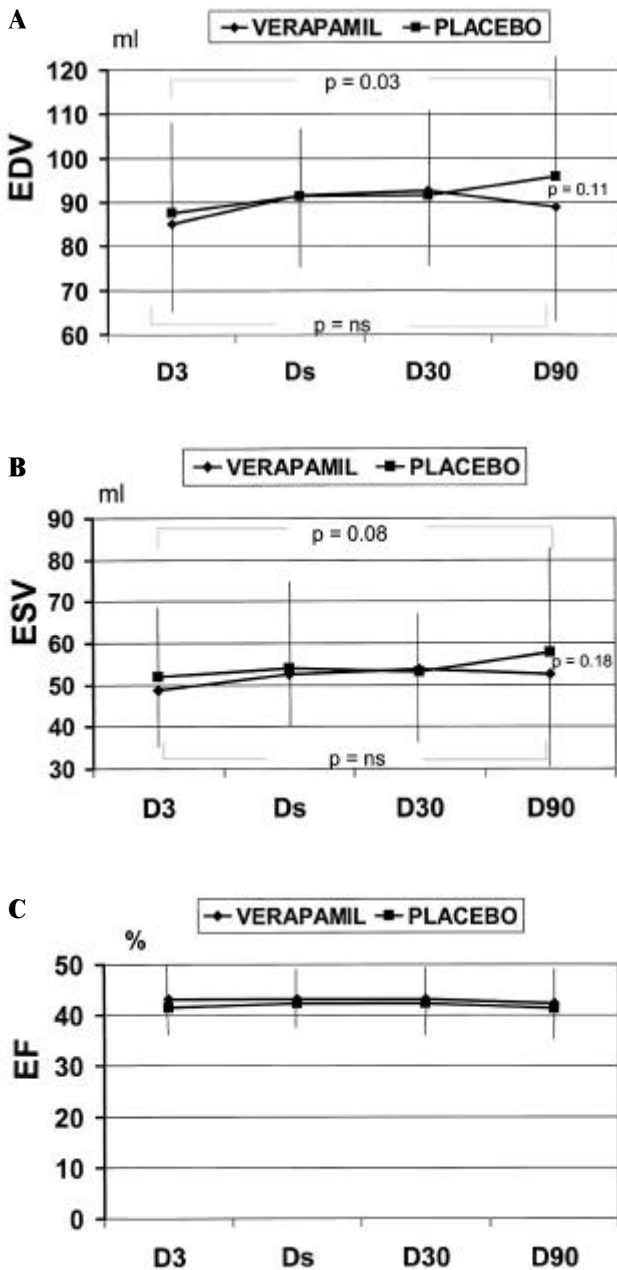 A
VERAPAMIL PLACEBO
ml
120
p = 0.03
110
100
EDV
p = 0.11
90
80
70
p = ns
60
D3 Ds D30 D90
B
VERAPAMIL PLACEBO
ml
90
p = 0.08
80
70
ESV
60
p = 0.18
50
40
p = ns
30
D3 Ds D30 D90
C
VERAPAMIL PLACEBO
%
50
40
EF
30
20
10
0
D3 Ds D30 D90